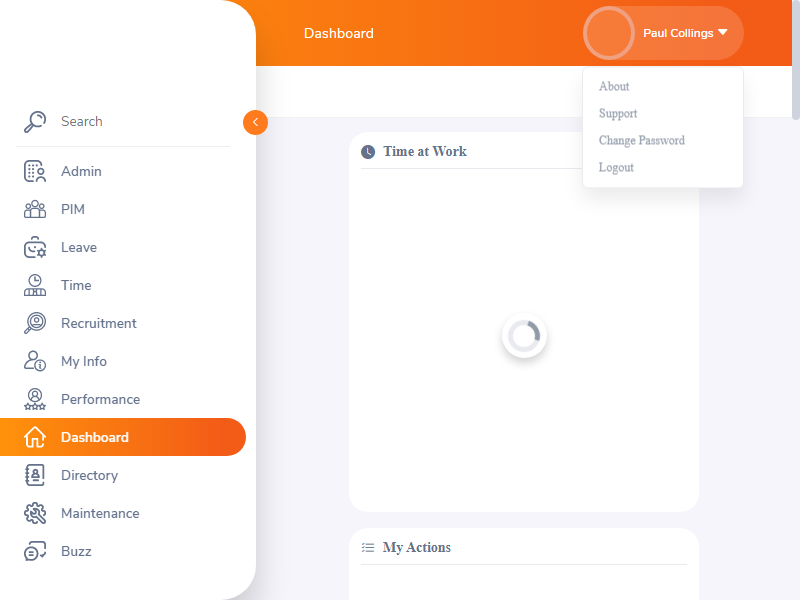 Dashboard
Paul Collings
About
Support
Change Password
Logout
Search
Admin
PIM
Leave
Time
Recruitment
My Info
Performance
Dashboard
Directory
Maintenance
Buzz
Time at Work
My Actions